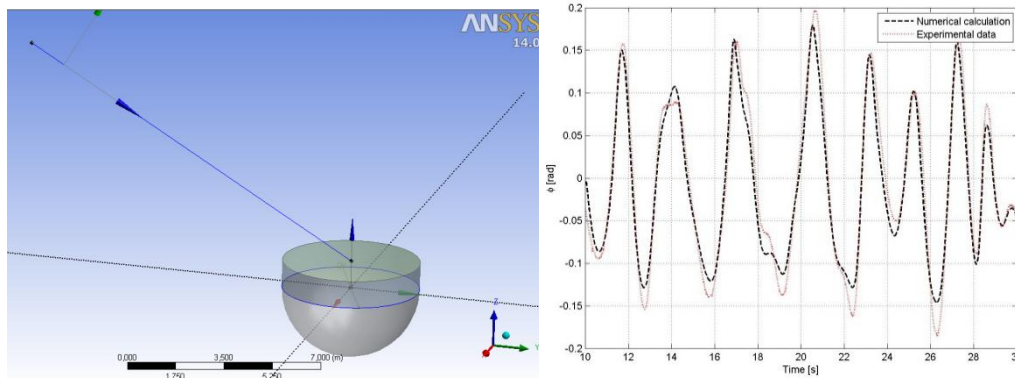 ANSYS
14.0
Z
Y
0,000
3,500
7,000 (m)
1,750
5,250
0.2
0.15
0.1
0.05
0
-0.05
-0.1
-0.15
-0.2
ϕ [rad]
Numerical calculation
Experimental data
10 12 14 16 18 20 22 24 26 28
Time [s]